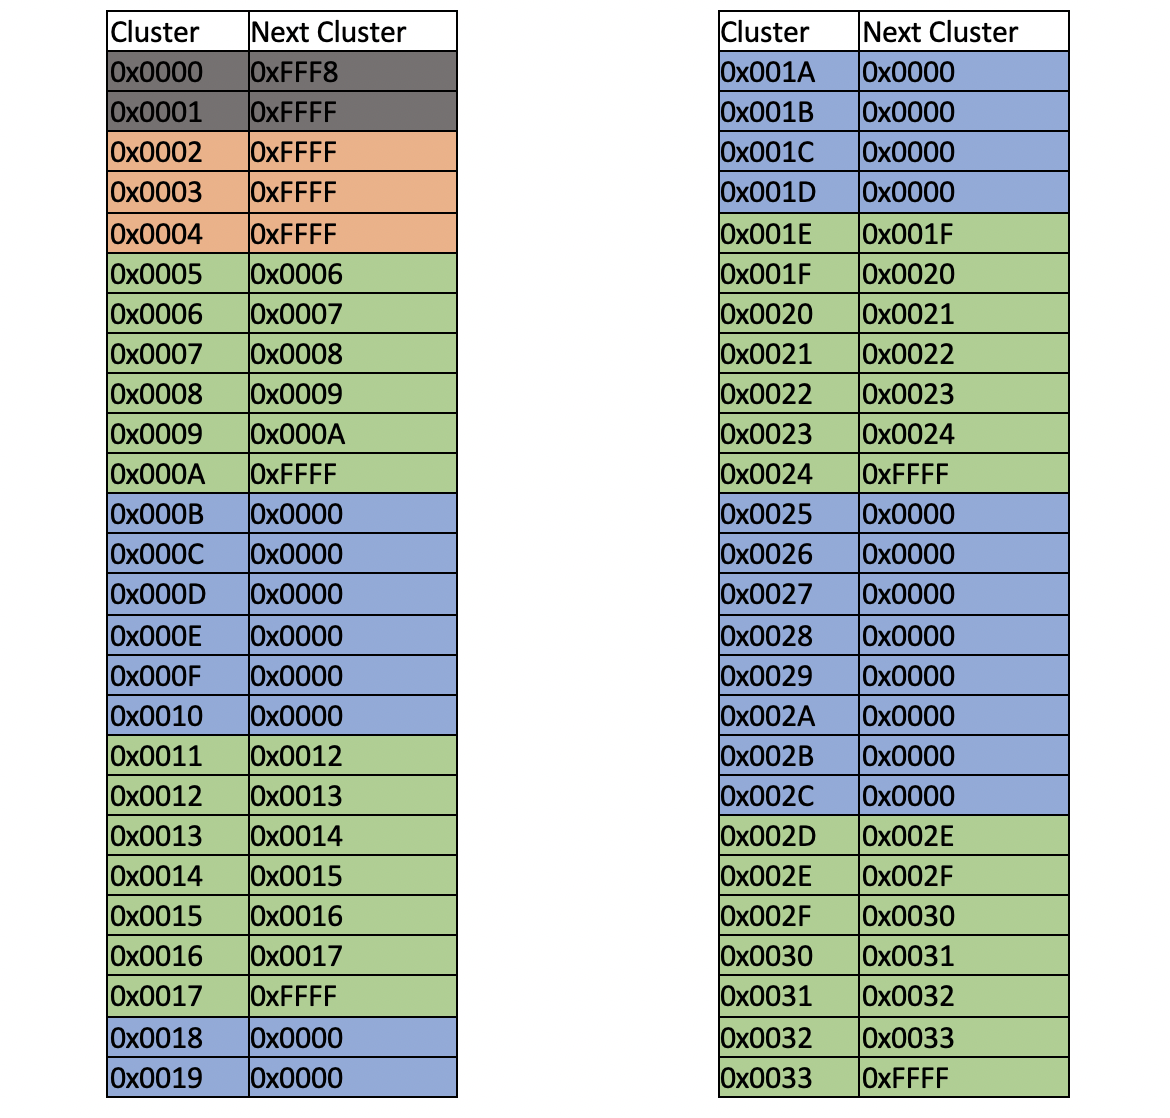 Cluster Next Cluster
0x0000 0xFFF8
0x0001 0xFFFF
0x0002 0xFFFF
0x0003 0xFFFF
0x0004 0xFFFF
0x0005 0x0006
0x0006 0x0007
0x0007 0x0008
0x0008 0x0009
0x0009 0x000A
0x000A 0xFFFF
0x000B 0x0000
0x000C 0x0000
0x000D 0x0000
0x000E 0x0000
0x000F 0x0000
0x0010 0x0000
0x0011 0x0012
0x0012 0x0013
0x0013 0x0014
0x0014 0x0015
0x0015 0x0016
0x0016 0x0017
0x0017 0xFFFF
0x0018 0x0000
0x0019 0x0000
Cluster Next Cluster
0x001A 0x0000
0x001B 0x0000
0x001C 0x0000
0x001D 0x0000
0x001E 0x001F
0x001F 0x0020
0x0020 0x0021
0x0021 0x0022
0x0022 0x0023
0x0023 0x0024
0x0024 0xFFFF
0x0025 0x0000
0x0026 0x0000
0x0027 0x0000
0x0028 0x0000
0x0029 0x0000
0x002A 0x0000
0x002B 0x0000
0x002C 0x0000
0x002D 0x002E
0x002E 0x002F
0x002F 0x0030
0x0030 0x0031
0x0031 0x0032
0x0032 0x0033
0x0033 0xFFFF